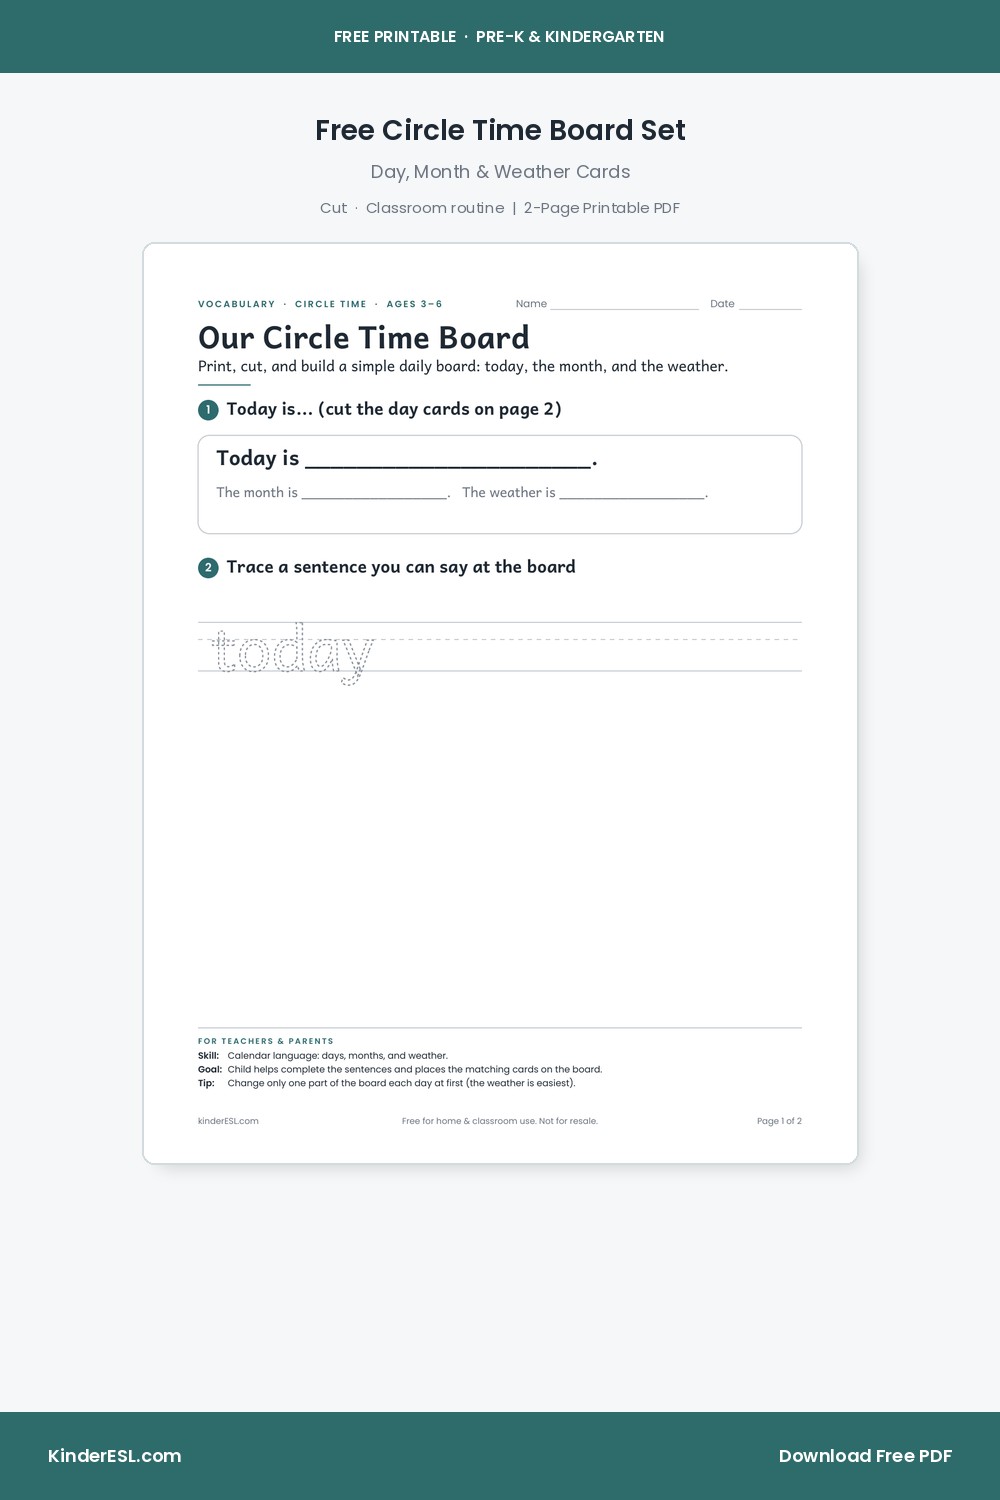 FREE PRINTABLE · PRE-K & KINDERGARTEN
Free Circle Time Board Set
Day, Month & Weather Cards
Cut · Classroom routine | 2-Page Printable PDF
VOCABULARY · CIRCLE TIME · AGES 3–6
Name ____________________ Date __________
Our Circle Time Board
Print, cut, and build a simple daily board: today, the month, and the weather.
1 Today is... (cut the day cards on page 2)
Today is ______________________.
The month is __________________. The weather is __________________.
2 Trace a sentence you can say at the board
today
FOR TEACHERS & PARENTS
Skill: Calendar language: days, months, and weather.
Goal: Child helps complete the sentences and places the matching cards on the board.
Tip: Change only one part of the board each day at first (the weather is easiest).
kinderESL.com Free for home & classroom use. Not for resale. Page 1 of 2
KinderESL.com Download Free PDF